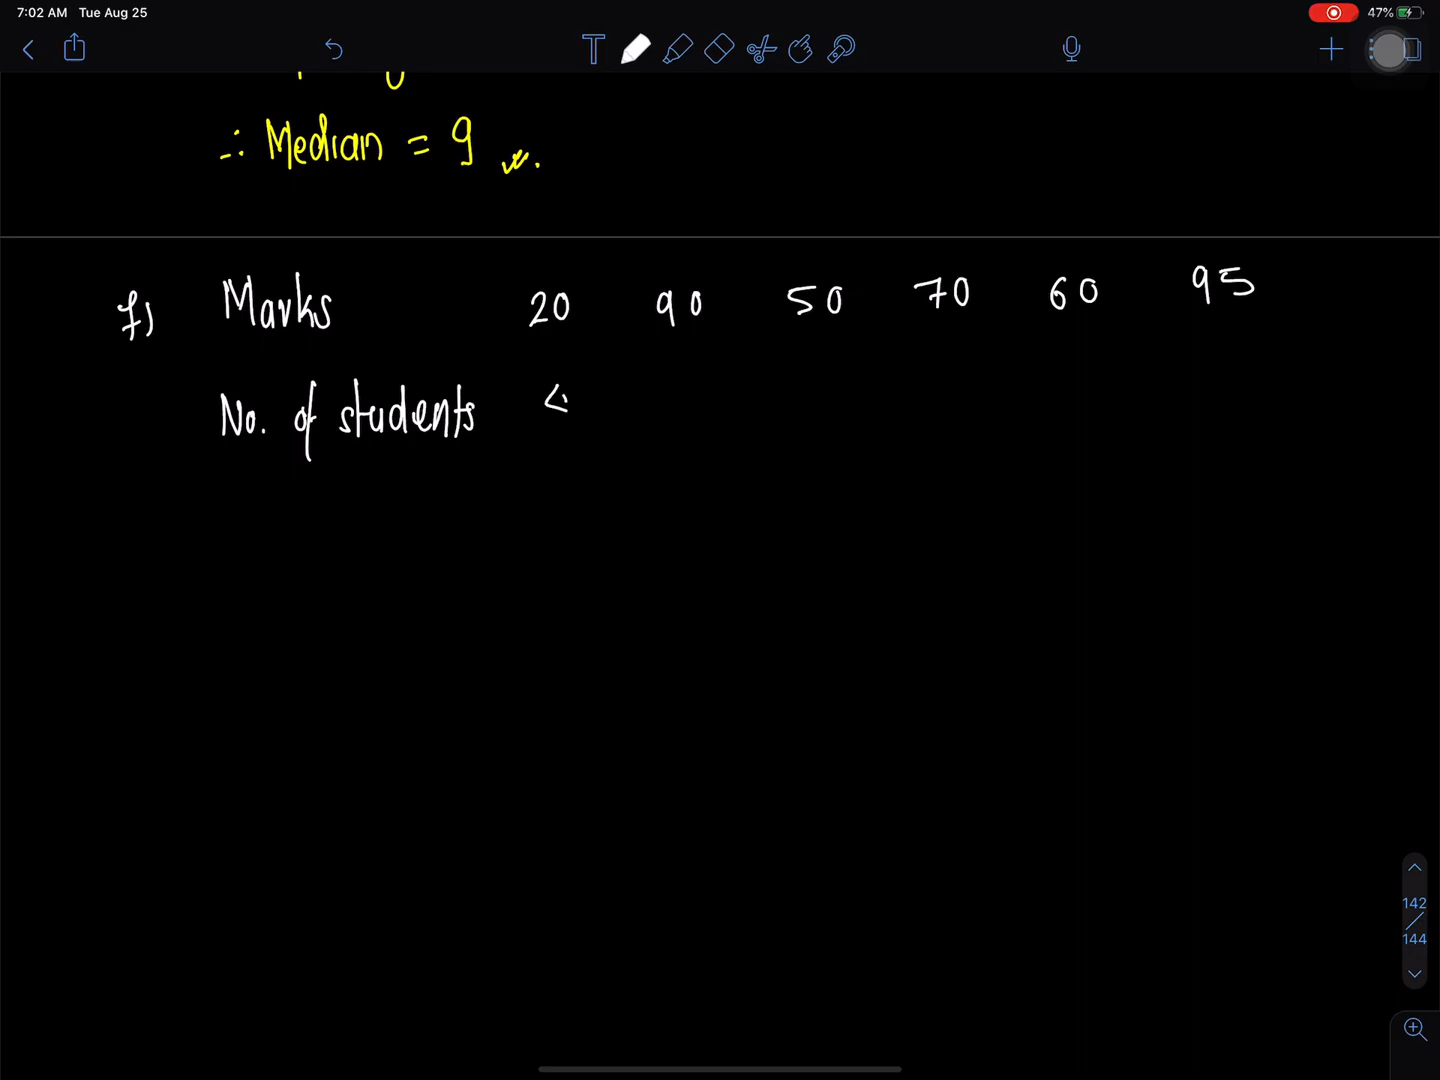 7:02 AM Tue Aug 25
47%
∴ Median = 9
7) Marks 20 90 50 70 60 95
No. of students
142
144